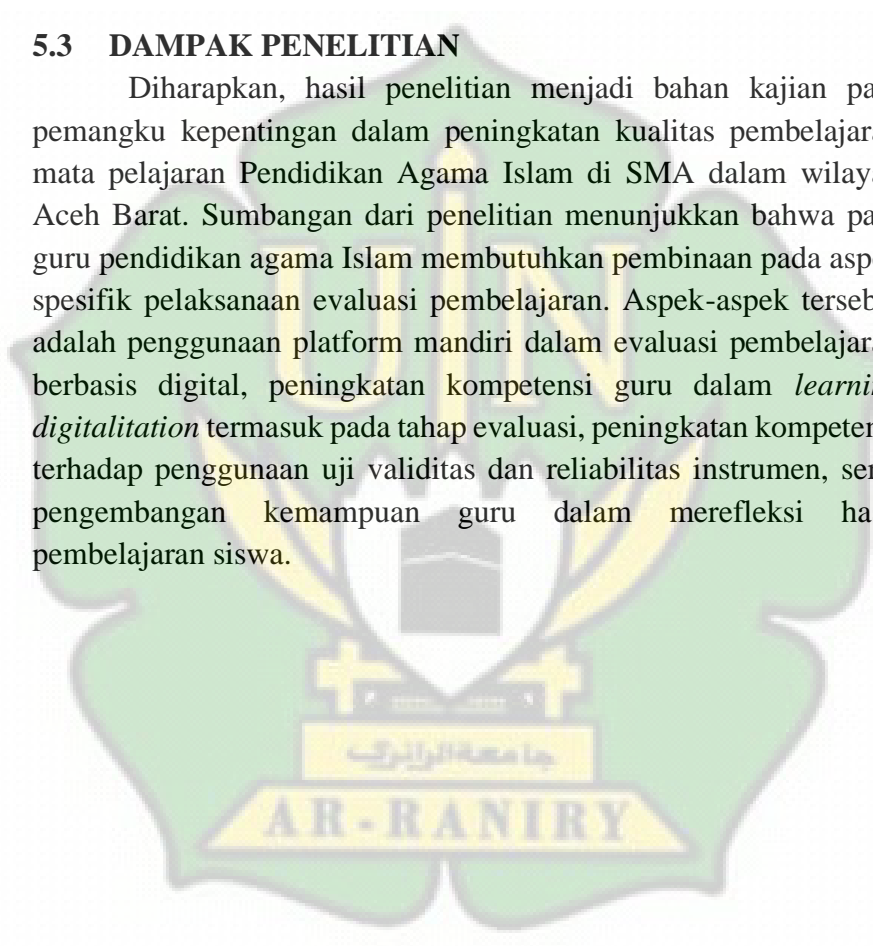 5.3 DAMPAK PENELITIAN
Diharapkan, hasil penelitian menjadi bahan kajian pa
pemangku kepentingan dalam peningkatan kualitas pembelajar
mata pelajaran Pendidikan Agama Islam di SMA dalam wilay
Aceh Barat. Sumbangan dari penelitian menunjukkan bahwa pa
guru pendidikan agama Islam membutuhkan pembinaan pada aspe
spesifik pelaksanaan evaluasi pembelajaran. Aspek-aspek terseb
adalah penggunaan platform mandiri dalam evaluasi pembelajar
berbasis digital, peningkatan kompetensi guru dalam learni
digitalitation termasuk pada tahap evaluasi, peningkatan kompeten
terhadap penggunaan uji validitas dan reliabilitas instrumen, ser
pengembangan kemampuan guru dalam merefleksi ha
pembelajaran siswa.
UIN
جامعة الرانري
AR-RANIRY